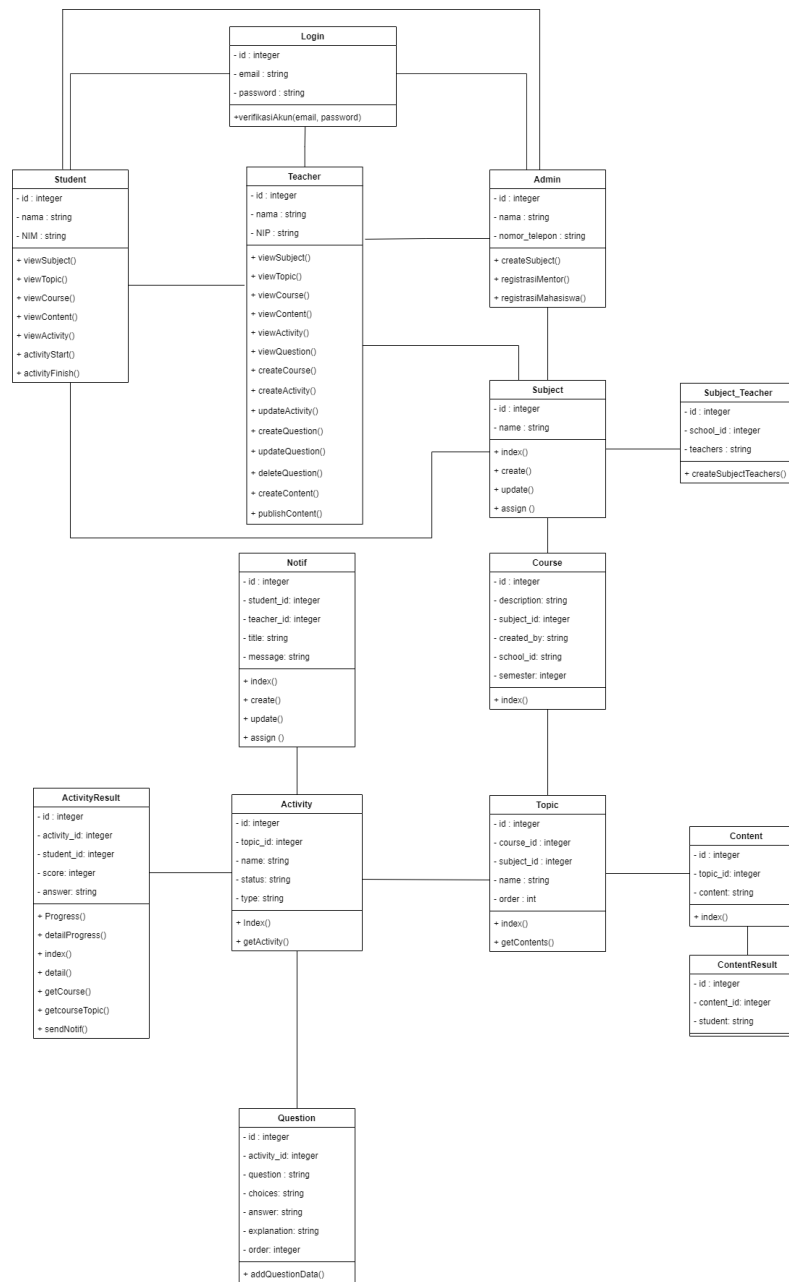 Login
- id : integer
- email : string
- password : string
+verifikasiAkun(email, password)
Student
- id : integer
- nama : string
- NIM : string
+ viewSubject()
+ viewTopic()
+ viewCourse()
+ viewContent()
+ viewActivity()
+ activityStart()
+ activityFinish()
Teacher
- id : integer
- nama : string
- NIP : string
+ viewSubject()
+ viewTopic()
+ viewCourse()
+ viewContent()
+ viewActivity()
+ viewQuestion()
+ createCourse()
+ createActivity()
+ updateActivity()
+ createQuestion()
+ updateQuestion()
+ deleteQuestion()
+ createContent()
+ publishContent()
Admin
- id : integer
- nama : string
- nomor_telepon : string
+ createSubject()
+ registrasiMentor()
+ registrasiMahasiswa()
Subject
- id : integer
- name : string
+ index()
+ create()
+ update()
+ assign ()
Subject_Teacher
- id : integer
- school_id : integer
- teachers : string
+ createSubjectTeachers()
Notif
- id : integer
- student_id: integer
- teacher_id: integer
- title: string
- message: string
+ index()
+ create()
+ update()
+ assign ()
Course
- id : integer
- description: string
- subject_id: integer
- created_by: string
- school_id: string
- semester: integer
+ index()
ActivityResult
- id : integer
- activity_id: integer
- student_id: integer
- score: integer
- answer: string
+ Progress()
+ detailProgress()
+ index()
+ detail()
+ getCourse()
+ getcourseTopic()
+ sendNotif()
Activity
- id: integer
- topic_id: integer
- name: string
- status: string
- type: string
+ Index()
+ getActivity()
Topic
- id : integer
- course_id : integer
- subject_id : integer
- name : string
- order : int
+ index()
+ getContents()
Content
- id : integer
- topic_id: integer
- content: string
+ index()
ContentResult
- id : integer
- content_id: integer
- student: string
Question
- id : integer
- activity_id: integer
- question : string
- choices: string
- answer: string
- explanation: string
- order: integer
+ addQuestionData()